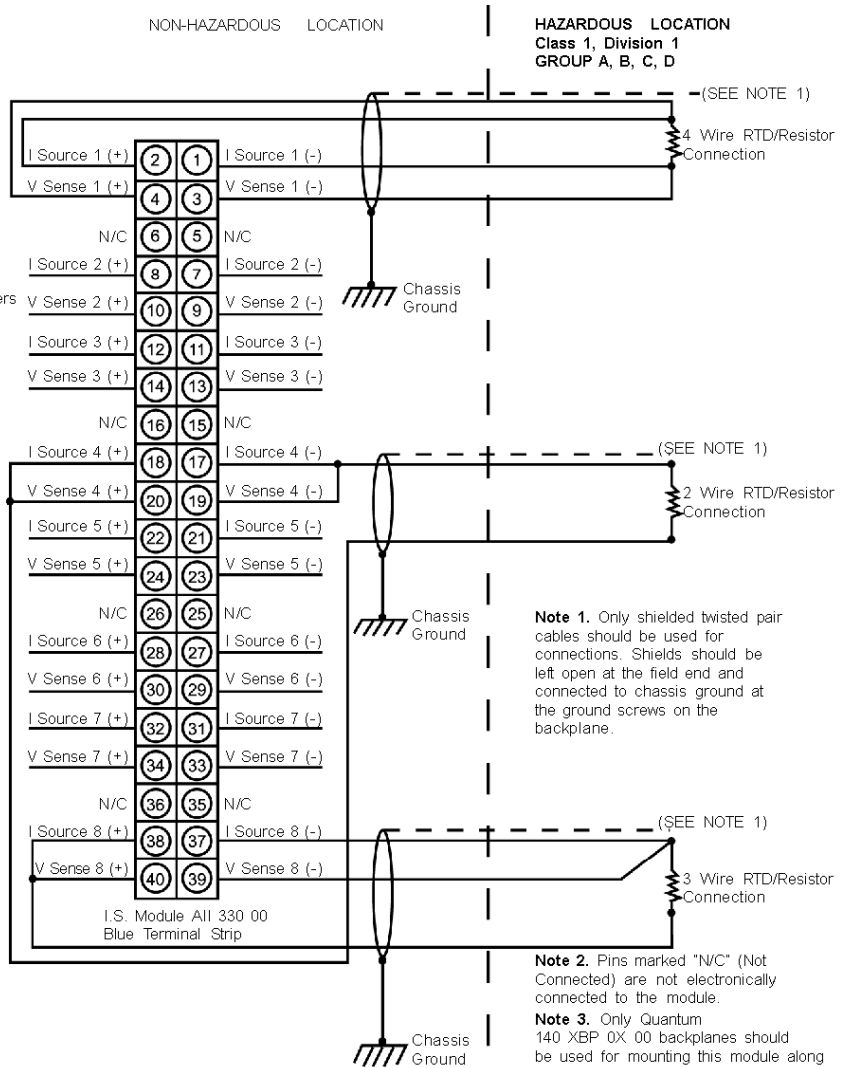 NON-HAZARDOUS LOCATION
HAZARDOUS LOCATION
Class 1, Division 1
GROUP A, B, C, D
(SEE NOTE 1)
4 Wire RTD/Resistor
Connection
I Source 1 (+) 2 1 I Source 1 (-)
V Sense 1 (+) 4 3 V Sense 1 (-)
N/C 6 5 N/C
I Source 2 (+) 8 7 I Source 2 (-)
ers V Sense 2 (+) 10 9 V Sense 2 (-)
Chassis
Ground
I Source 3 (+) 12 11 I Source 3 (-)
V Sense 3 (+) 14 13 V Sense 3 (-)
N/C 16 15 N/C
I Source 4 (+) 18 17 I Source 4 (-)
(SEE NOTE 1)
V Sense 4 (+) 20 19 V Sense 4 (-)
2 Wire RTD/Resistor
Connection
I Source 5 (+) 22 21 I Source 5 (-)
V Sense 5 (+) 24 23 V Sense 5 (-)
N/C 26 25 N/C
Chassis
Ground
I Source 6 (+) 28 27 I Source 6 (-)
V Sense 6 (+) 30 29 V Sense 6 (-)
I Source 7 (+) 32 31 I Source 7 (-)
V Sense 7 (+) 34 33 V Sense 7 (-)
Note 1. Only shielded twisted pair
cables should be used for
connections. Shields should be
left open at the field end and
connected to chassis ground at
the ground screws on the
backplane.
N/C 36 35 N/C
I Source 8 (+) 38 37 I Source 8 (-)
(SEE NOTE 1)
V Sense 8 (+) 40 39 V Sense 8 (-)
3 Wire RTD/Resistor
Connection
I.S. Module AII 330 00
Blue Terminal Strip
Note 2. Pins marked "N/C" (Not
Connected) are not electronically
connected to the module.
Note 3. Only Quantum
140 XBP 0X 00 backplanes should
be used for mounting this module along
Chassis
Ground